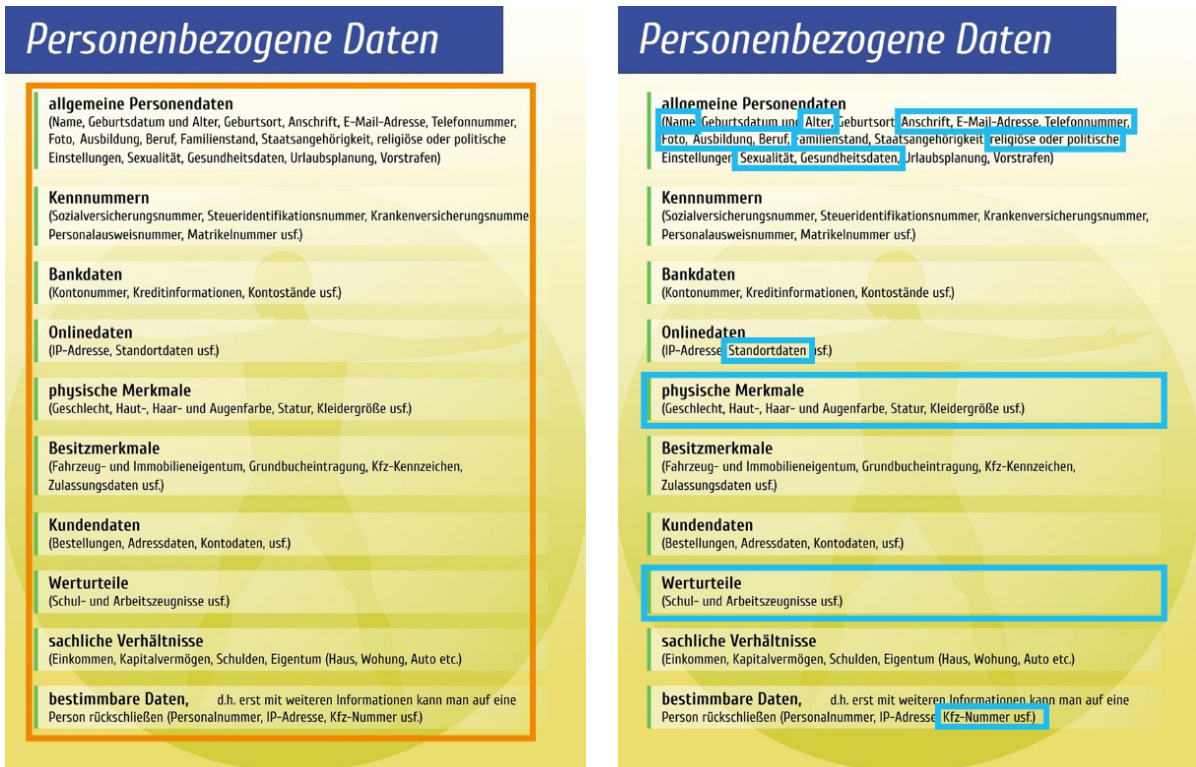 Personenbezogene Daten
allgemeine Personendaten
(Name, Geburtsdatum und Alter, Geburtsort, Anschrift, E-Mail-Adresse, Telefonnummer,
Foto, Ausbildung, Beruf, Familienstand, Staatsangehörigkeit, religiöse oder politische
Einstellungen, Sexualität, Gesundheitsdaten, Urlaubsplanung, Vorstrafen)
Kennnummern
(Sozialversicherungsnummer, Steueridentifikationsnummer, Krankenversicherungsnumme
Personalausweisnummer, Matrikelnummer usf.)
Bankdaten
(Kontonummer, Kreditinformationen, Kontostände usf.)
Onlinedaten
(IP-Adresse, Standortdaten usf.)
physische Merkmale
(Geschlecht, Haut-, Haar- und Augenfarbe, Statur, Kleidergröße usf.)
Besitzmerkmale
(Fahrzeug- und Immobilieneigentum, Grundbucheintragung, Kfz-Kennzeichen,
Zulassungsdaten usf.)
Kundendaten
(Bestellungen, Adressdaten, Kontodaten, usf.)
Werturteile
(Schul- und Arbeitszeugnisse usf.)
sachliche Verhältnisse
(Einkommen, Kapitalvermögen, Schulden, Eigentum (Haus, Wohung, Auto etc.)
bestimmbare Daten, d.h. erst mit weiteren Informationen kann man auf eine
Person rückschließen (Personalnummer, IP-Adresse, Kfz-Nummer usf.)
Personenbezogene Daten
allgemeine Personendaten
(Name, Geburtsdatum und Alter, Geburtsort, Anschrift, E-Mail-Adresse, Telefonnummer,
Foto, Ausbildung, Beruf, Familienstand, Staatsangehörigkeit, religiöse oder politische
Einstellungen, Sexualität, Gesundheitsdaten, Urlaubsplanung, Vorstrafen)
Kennnummern
(Sozialversicherungsnummer, Steueridentifikationsnummer, Krankenversicherungsnummer,
Personalausweisnummer, Matrikelnummer usf.)
Bankdaten
(Kontonummer, Kreditinformationen, Kontostände usf.)
Onlinedaten
(IP-Adresse, Standortdaten usf.)
physische Merkmale
(Geschlecht, Haut-, Haar- und Augenfarbe, Statur, Kleidergröße usf.)
Besitzmerkmale
(Fahrzeug- und Immobilieneigentum, Grundbucheintragung, Kfz-Kennzeichen,
Zulassungsdaten usf.)
Kundendaten
(Bestellungen, Adressdaten, Kontodaten, usf.)
Werturteile
(Schul- und Arbeitszeugnisse usf.)
sachliche Verhältnisse
(Einkommen, Kapitalvermögen, Schulden, Eigentum (Haus, Wohung, Auto etc.)
bestimmbare Daten, d.h. erst mit weiteren Informationen kann man auf eine
Person rückschließen (Personalnummer, IP-Adresse, Kfz-Nummer usf.)